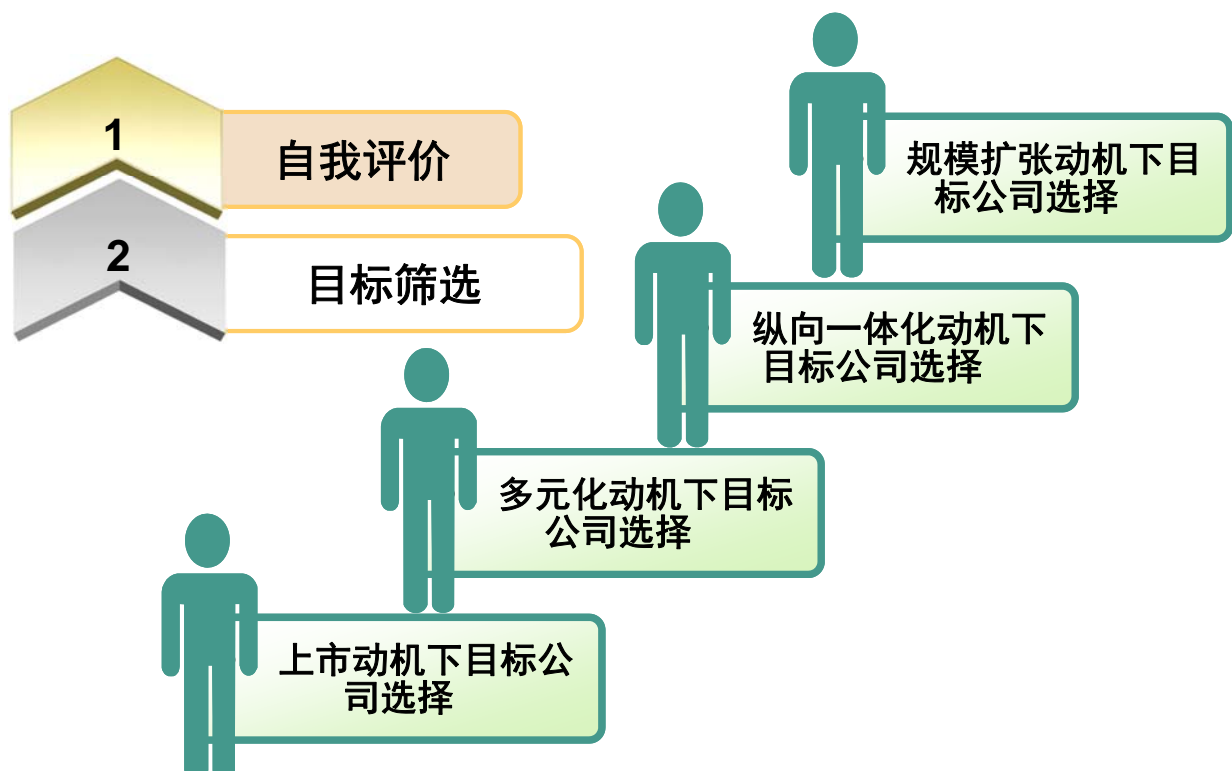 1
自我评价
2
目标筛选
规模扩张动机下目
标公司选择
纵向一体化动机下
目标公司选择
多元化动机下目标
公司选择
上市动机下目标公
司选择